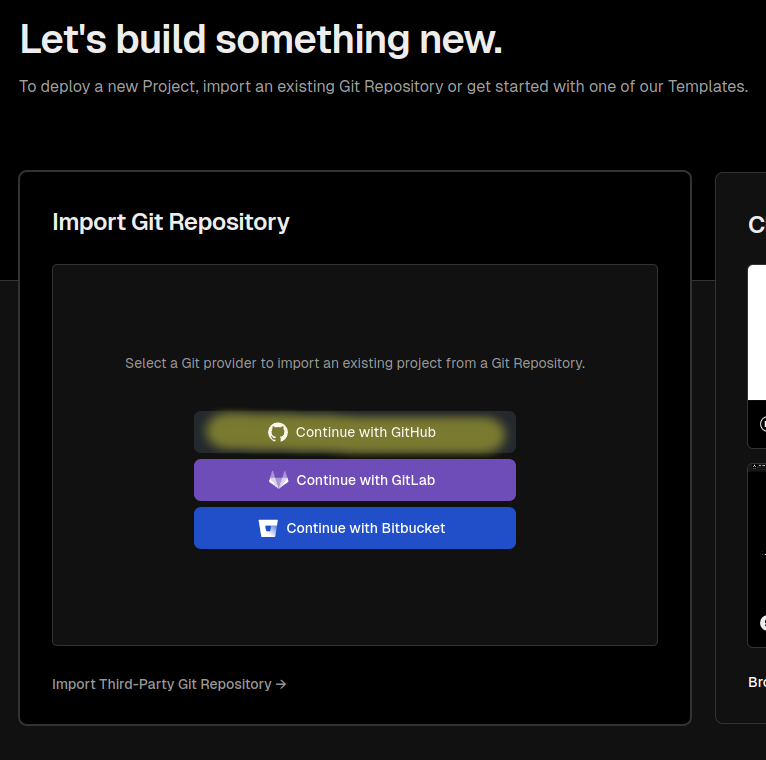 Let's build something new.
To deploy a new Project, import an existing Git Repository or get started with one of our Templates.
Import Git Repository
Select a Git provider to import an existing project from a Git Repository.
Continue with GitHub
Continue with GitLab
Continue with Bitbucket
Import Third-Party Git Repository →